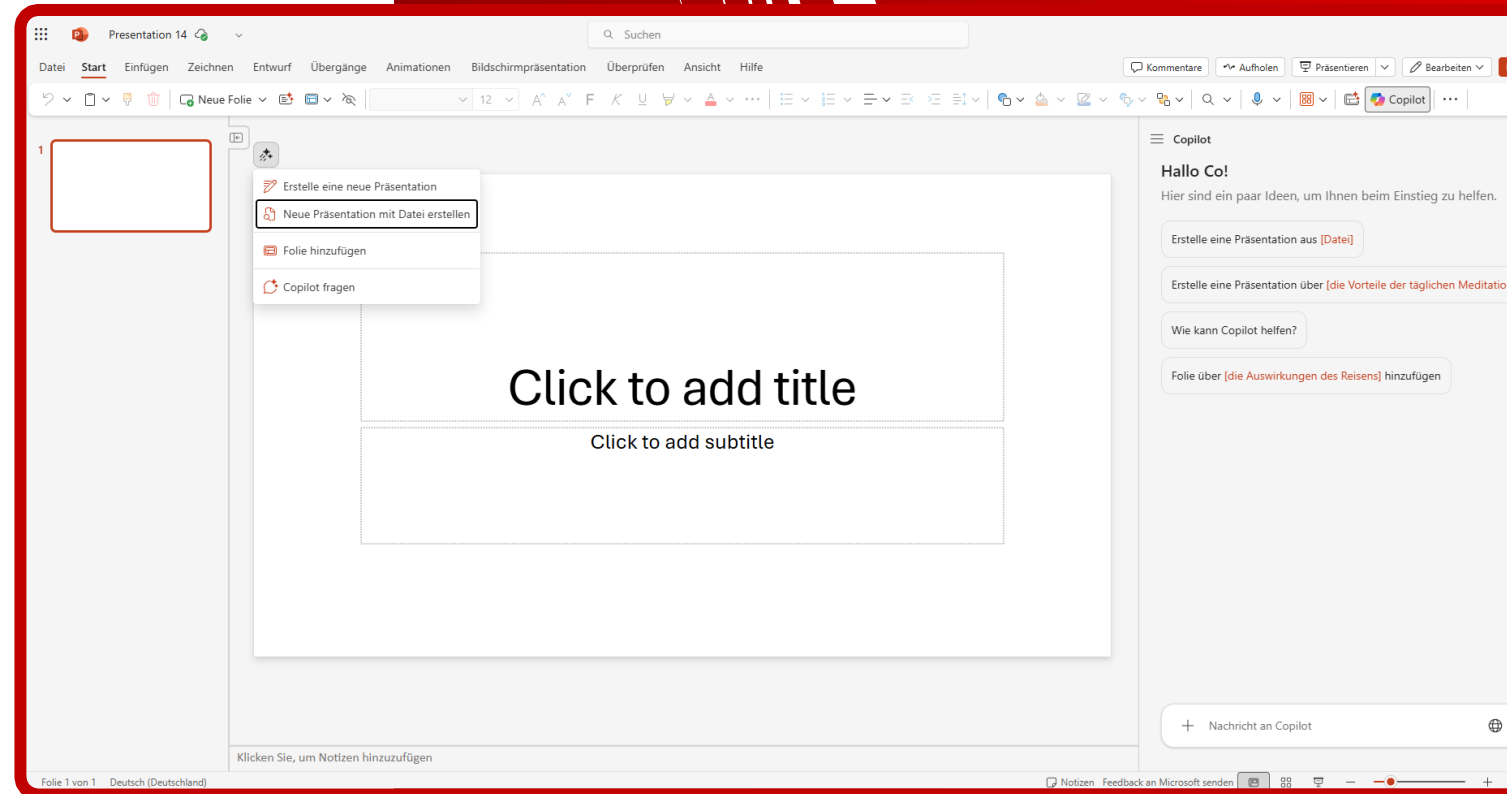 Presentation 14
Suchen
Datei Start Einfügen Zeichnen Entwurf Übergänge Animationen Bildschirmpräsentation Überprüfen Ansicht Hilfe
Kommentare Aufholen Präsentieren Bearbeiten
Neue Folie 12 F K U Copilot
1
Erstelle eine neue Präsentation
Neue Präsentation mit Datei erstellen
Folie hinzufügen
Copilot fragen
Click to add title
Click to add subtitle
Copilot
Hallo Co!
Hier sind ein paar Ideen, um Ihnen beim Einstieg zu helfen.
Erstelle eine Präsentation aus [Datei]
Erstelle eine Präsentation über [die Vorteile der täglichen Meditatio
Wie kann Copilot helfen?
Folie über [die Auswirkungen des Reisens] hinzufügen
Nachricht an Copilot
Klicken Sie, um Notizen hinzuzufügen
Folie 1 von 1 Deutsch (Deutschland)
Notizen Feedback an Microsoft senden